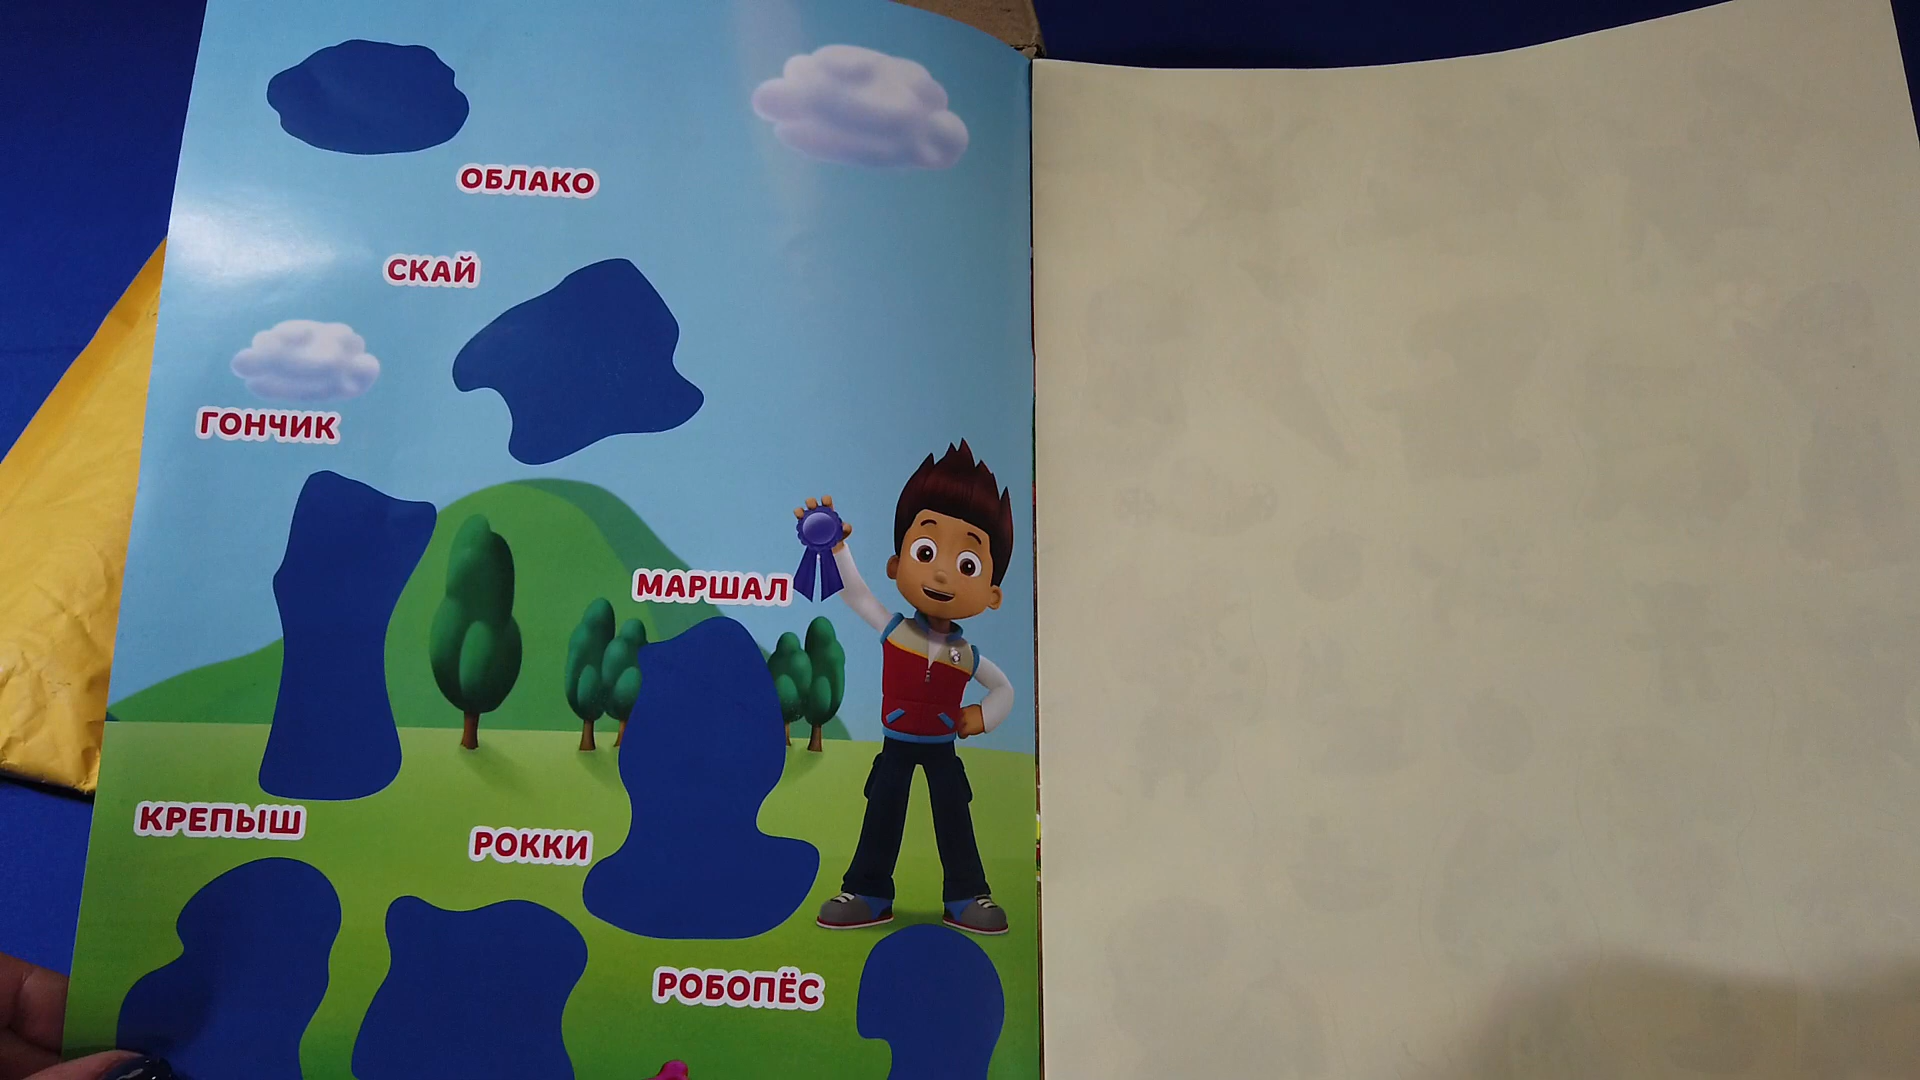 ОБЛАКО
СКАЙ
ГОНЧИК
МАРШАЛ
КРЕПЫШ
РОККИ
РОБОПЁС